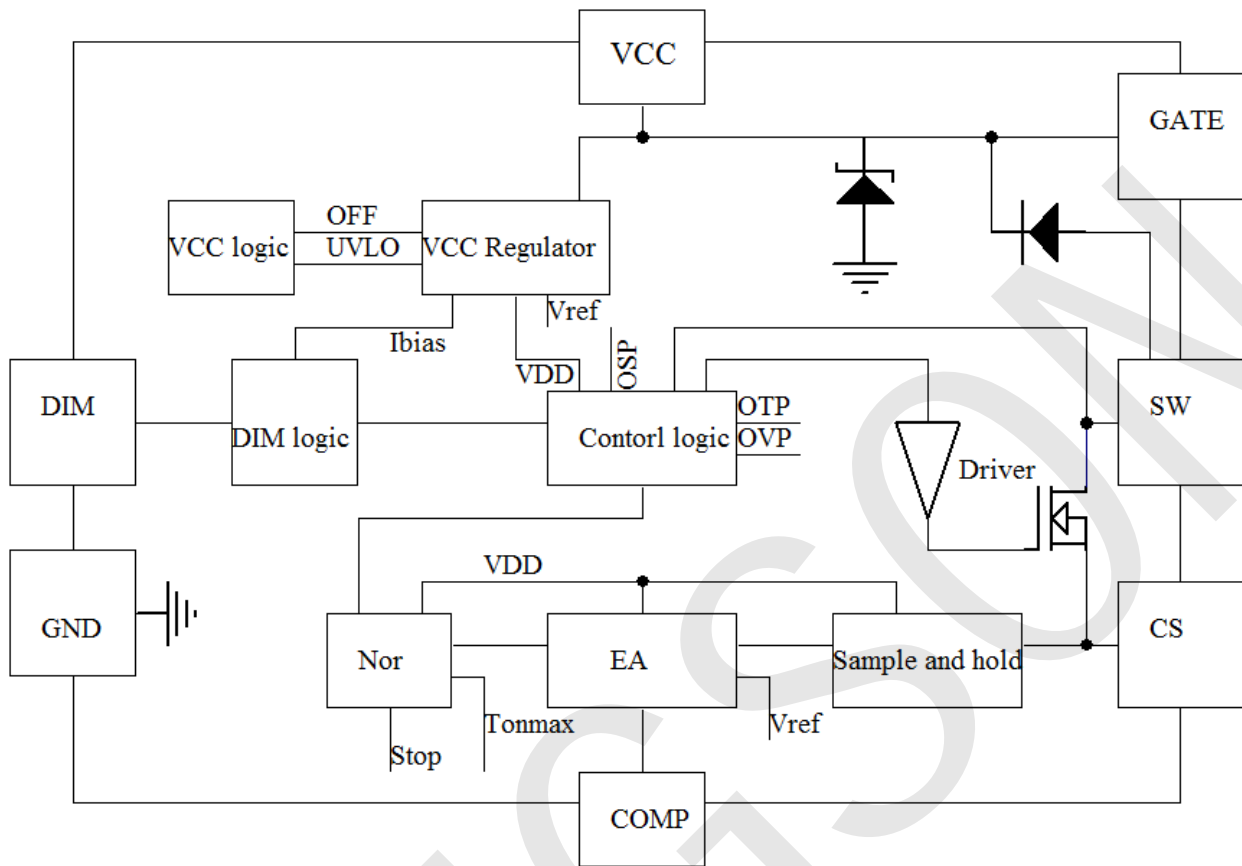 VCC
GATE
OFF
VCC logic
UVLO
VCC Regulator
Vref
Ibias
OSP
VDD
DIM
DIM logic
Contorl logic
OTP
OVP
SW
Driver
VDD
GND
Nor
EA
Sample and hold
CS
Tonmax
Vref
Stop
COMP